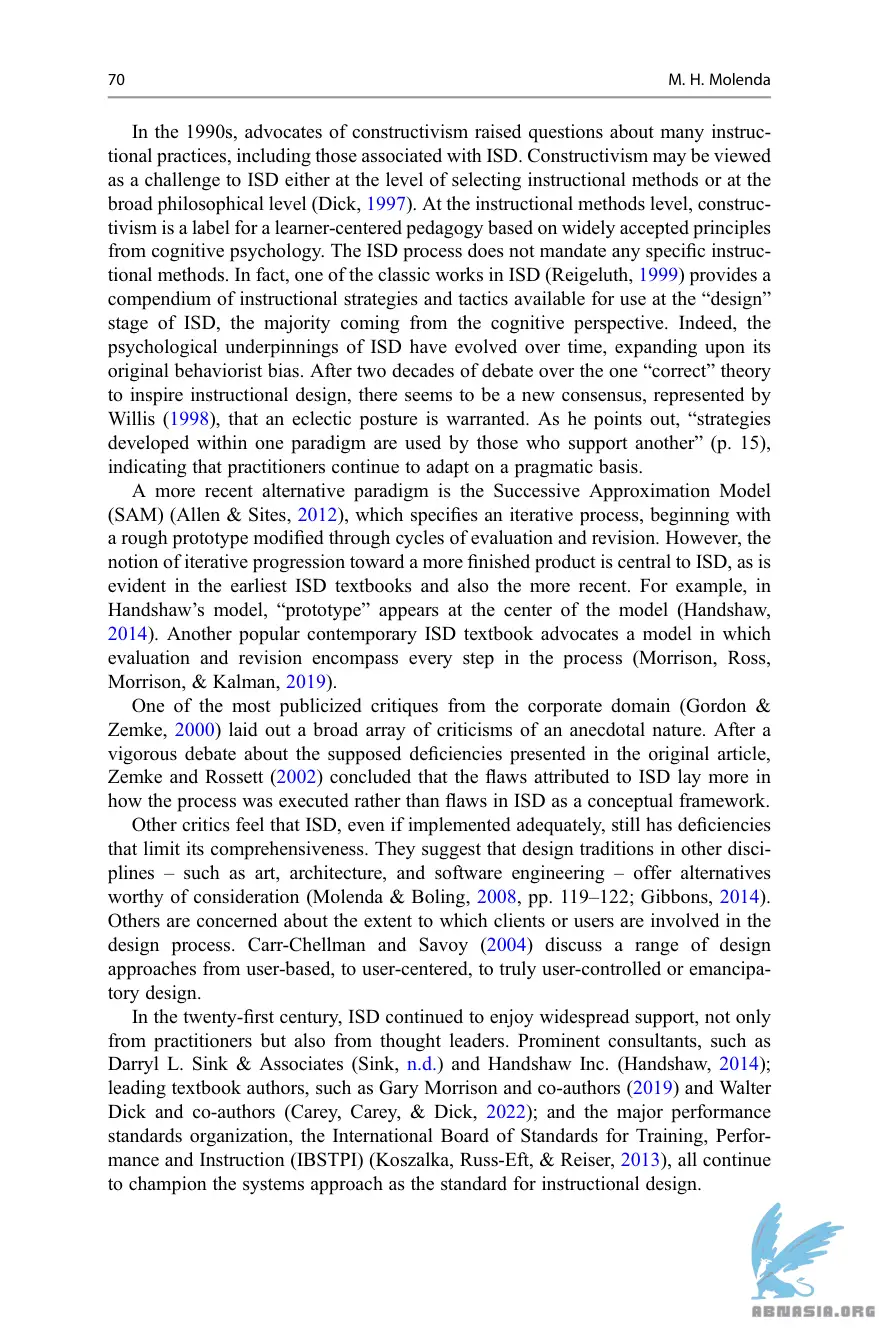 70
M. H. Molenda
In the 1990s, advocates of constructivism raised questions about many instruc-
tional practices, including those associated with ISD. Constructivism may be viewed
as a challenge to ISD either at the level of selecting instructional methods or at the
broad philosophical level (Dick, 1997). At the instructional methods level, construc-
tivism is a label for a learner-centered pedagogy based on widely accepted principles
from cognitive psychology. The ISD process does not mandate any specific instruc-
tional methods. In fact, one of the classic works in ISD (Reigeluth, 1999) provides a
compendium of instructional strategies and tactics available for use at the “design”
stage of ISD, the majority coming from the cognitive perspective. Indeed, the
psychological underpinnings of ISD have evolved over time, expanding upon its
original behaviorist bias. After two decades of debate over the one “correct” theory
to inspire instructional design, there seems to be a new consensus, represented by
Willis (1998), that an eclectic posture is warranted. As he points out, “strategies
developed within one paradigm are used by those who support another” (p. 15),
indicating that practitioners continue to adapt on a pragmatic basis.
A more recent alternative paradigm is the Successive Approximation Model
(SAM) (Allen & Sites, 2012), which specifies an iterative process, beginning with
a rough prototype modified through cycles of evaluation and revision. However, the
notion of iterative progression toward a more finished product is central to ISD, as is
evident in the earliest ISD textbooks and also the more recent. For example, in
Handshaw’s model, “prototype” appears at the center of the model (Handshaw,
2014). Another popular contemporary ISD textbook advocates a model in which
evaluation and revision encompass every step in the process (Morrison, Ross,
Morrison, & Kalman, 2019).
One of the most publicized critiques from the corporate domain (Gordon &
Zemke, 2000) laid out a broad array of criticisms of an anecdotal nature. After a
vigorous debate about the supposed deficiencies presented in the original article,
Zemke and Rossett (2002) concluded that the flaws attributed to ISD lay more in
how the process was executed rather than flaws in ISD as a conceptual framework.
Other critics feel that ISD, even if implemented adequately, still has deficiencies
that limit its comprehensiveness. They suggest that design traditions in other disci-
plines – such as art, architecture, and software engineering – offer alternatives
worthy of consideration (Molenda & Boling, 2008, pp. 119–122; Gibbons, 2014).
Others are concerned about the extent to which clients or users are involved in the
design process. Carr-Chellman and Savoy (2004) discuss a range of design
approaches from user-based, to user-centered, to truly user-controlled or emancipa-
tory design.
In the twenty-first century, ISD continued to enjoy widespread support, not only
from practitioners but also from thought leaders. Prominent consultants, such as
Darryl L. Sink & Associates (Sink, n.d.) and Handshaw Inc. (Handshaw, 2014);
leading textbook authors, such as Gary Morrison and co-authors (2019) and Walter
Dick and co-authors (Carey, Carey, & Dick, 2022); and the major performance
standards organization, the International Board of Standards for Training, Perfor-
mance and Instruction (IBSTPI) (Koszalka, Russ-Eft, & Reiser, 2013), all continue
to champion the systems approach as the standard for instructional design.
ABNASIA.ORG